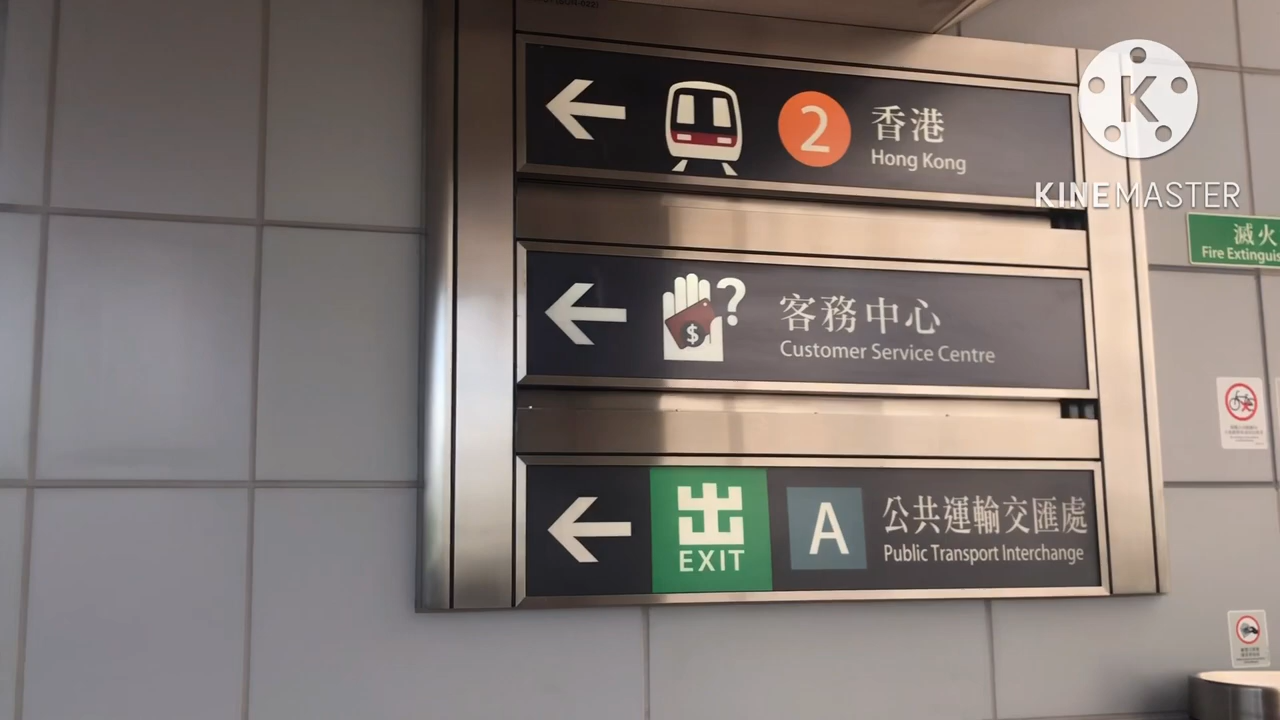 2 香港
Hong Kong
K
KINEMASTER
滅火
Fire Extinguis
? $ 客務中心
Customer Service Centre
出 A 公共運輸交匯處
EXIT Public Transport Interchange